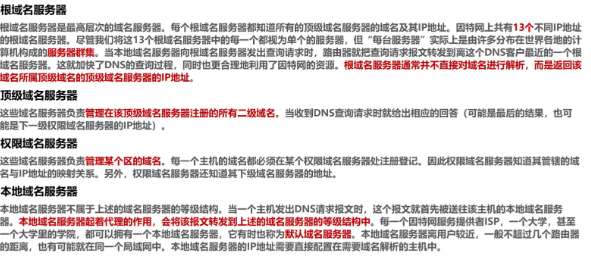 根域名服务器
根域名服务器是最高层次的域名服务器。每个根域名服务器都知道所有的顶级域名服务器的域名及其IP地址。因特网上共有13个不同IP地址
的根域名服务器。尽管我们将这13个根域名服务器中的每一个都视为单个的服务器，但“每台服务器”实际上是由许多分布在世界各地的计
算机构成的服务器群集。当本地域名服务器向根域名服务器发出查询请求时，路由器就把查询请求报文转发到离这个DNS客户最近的一个根
域名服务器。这就加快了DNS的查询过程，同时也更合理地利用了因特网的资源。根域名服务器通常并不直接对域名进行解析，而是返回该
域名所属顶级域名的顶级域名服务器的IP地址。
顶级域名服务器
这些域名服务器负责管理在该顶级域名服务器注册的所有二级域名。当收到DNS查询请求时就给出相应的回答（可能是最后的结果，也可
能是下一级权限域名服务器的IP地址）。
权限域名服务器
这些域名服务器负责管理某个区的域名。每一个主机的域名都必须在某个权限域名服务器处注册登记。因此权限域名服务器知道其管辖的域
名与IP地址的映射关系。另外，权限域名服务器还知道其下级域名服务器的地址。
本地域名服务器
本地域名服务器不属于上述的域名服务器的等级结构。当一个主机发出DNS请求报文时，这个报文就首先被送往该主机的本地域名服务
器。本地域名服务器起着代理的作用，会将该报文转发到上述的域名服务器的等级结构中。每一个因特网服务提供者ISP，一个大学，甚至
一个大学里的学院，都可以拥有一个本地域名服务器，它有时也称为默认域名服务器。本地域名服务器离用户较近，一般不超过几个路由器
的距离，也有可能就在同一个局域网中。本地域名服务器的IP地址需要直接配置在需要域名解析的主机中。